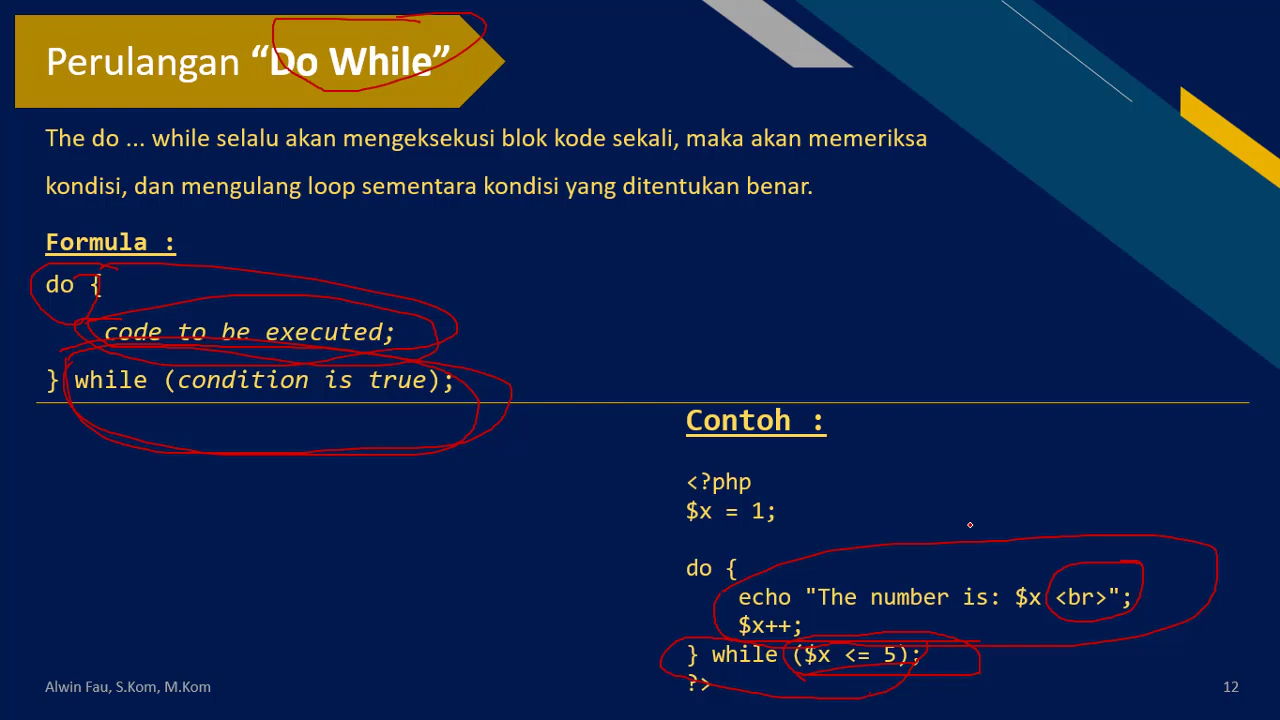 Perulangan “Do While”
The do ... while selalu akan mengeksekusi blok kode sekali, maka akan memeriksa
kondisi, dan mengulang loop sementara kondisi yang ditentukan benar.
Formula :
do {
code to be executed;
} while (condition is true);
Contoh :
<?php
$x = 1;
do {
echo "The number is: $x <br>";
$x++;
} while ($x <= 5);
?>
Alwin Fau, S.Kom, M.Kom
12